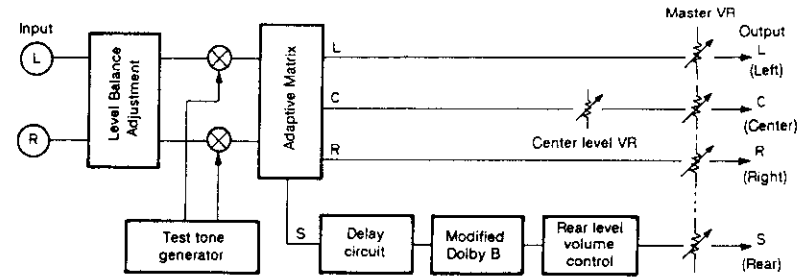 Input
L
R
Level Balance
Adjustment
Test tone
generator
Adaptive Matrix
L
C
R
S
Center level VR
Delay
circuit
Modified
Dolby B
Rear level
volume
control
Master VR
Output
L
(Left)
C
(Center)
R
(Right)
S
(Rear)